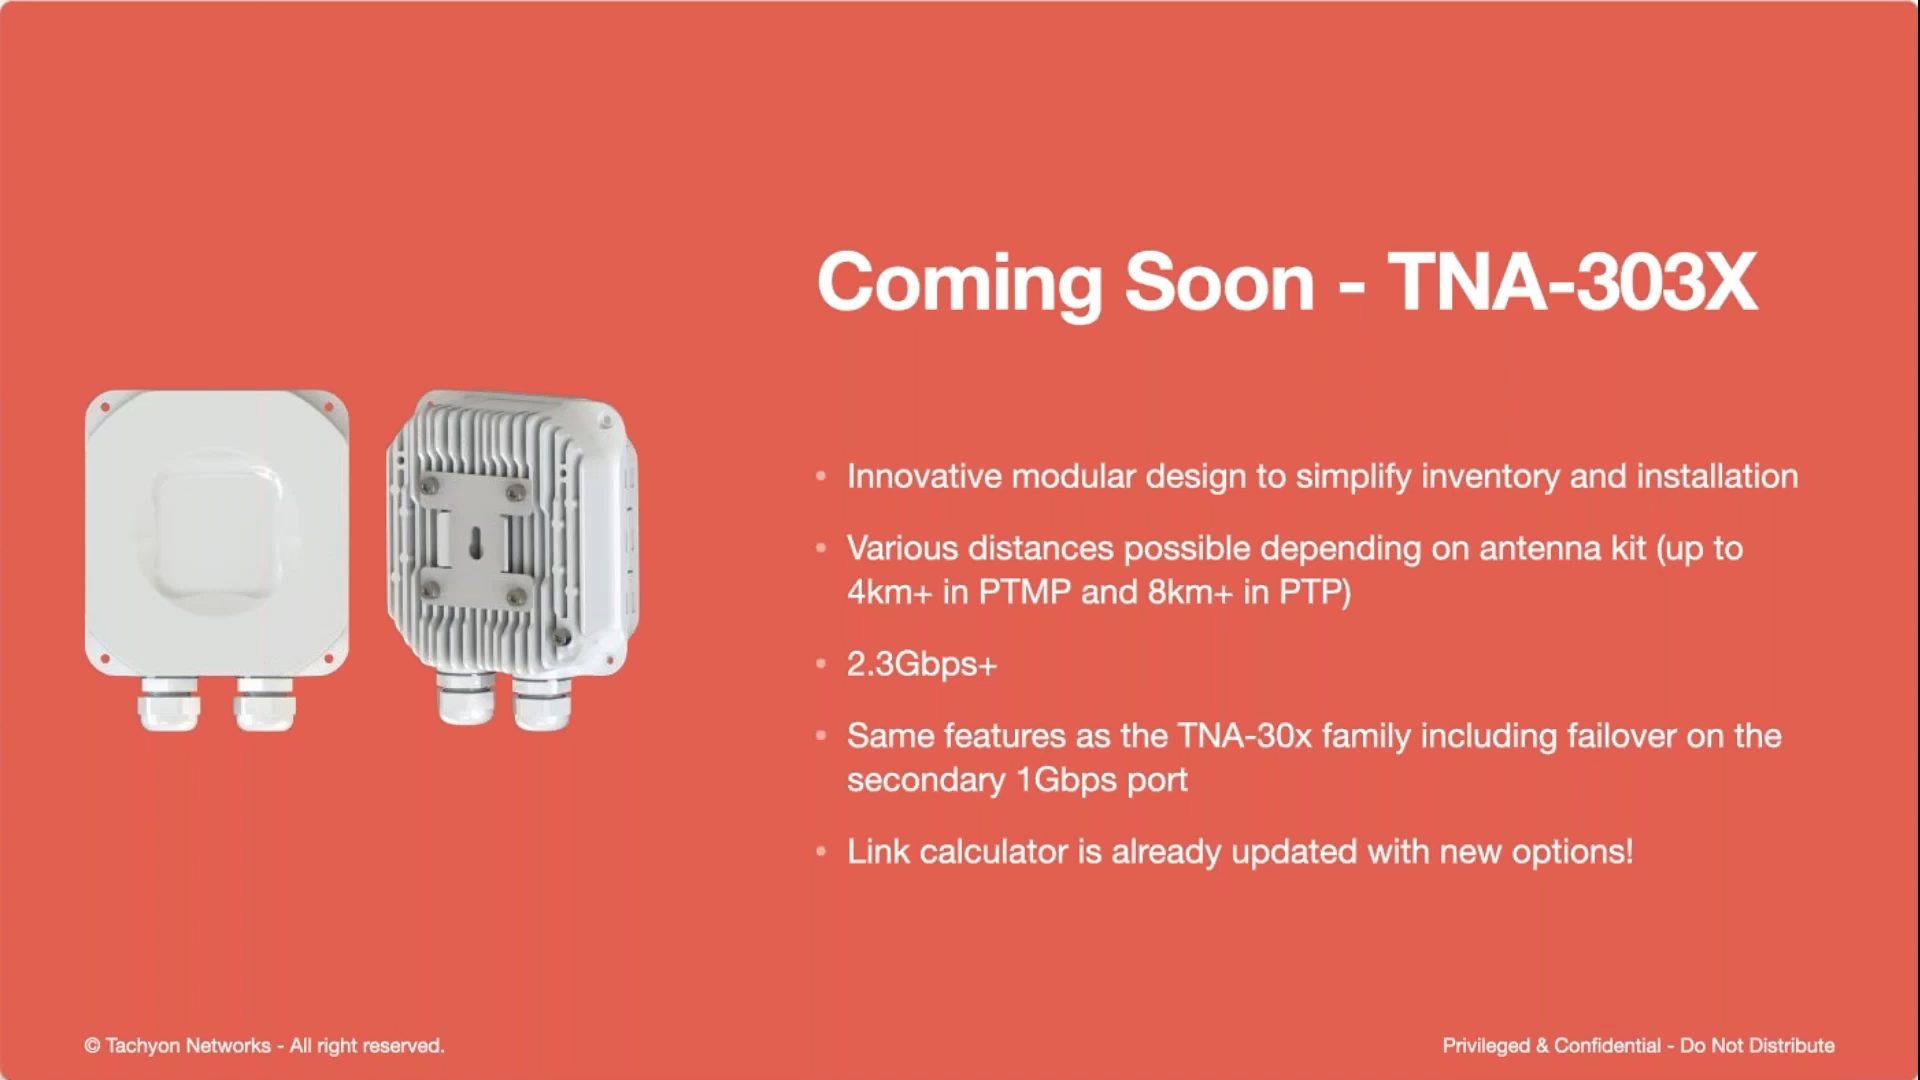 Coming Soon - TNA-303X
• Innovative modular design to simplify inventory and installation
• Various distances possible depending on antenna kit (up to
4km+ in PTMP and 8km+ in PTP)
• 2.3Gbps+
• Same features as the TNA-30x family including failover on the
secondary 1Gbps port
• Link calculator is already updated with new options!
© Tachyon Networks - All right reserved.
Privileged & Confidential - Do Not Distribute